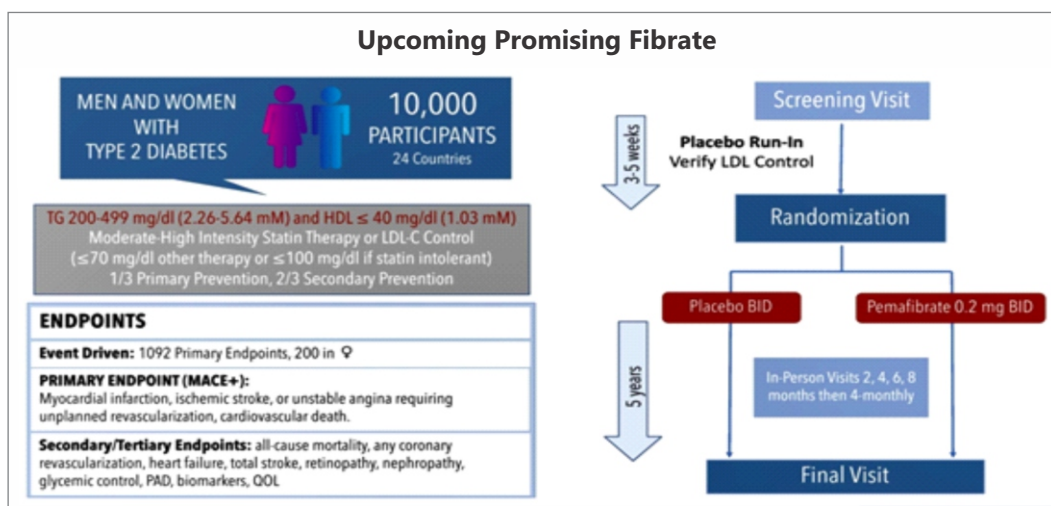 Upcoming Promising Fibrate
MEN AND WOMEN
WITH
TYPE 2 DIABETES
10,000
PARTICIPANTS
24 Countries
TG 200-499 mg/dl (2.26-5.64 mM) and HDL ≤ 40 mg/dl (1.03 mM)
Moderate-High Intensity Statin Therapy or LDL-C Control
(≤70 mg/dl other therapy or ≤100 mg/dl if statin intolerant)
1/3 Primary Prevention, 2/3 Secondary Prevention
ENDPOINTS
Event Driven: 1092 Primary Endpoints, 200 in ♀
PRIMARY ENDPOINT (MACE+):
Myocardial infarction, ischemic stroke, or unstable angina requiring
unplanned revascularization, cardiovascular death.
Secondary/Tertiary Endpoints: all-cause mortality, any coronary
revascularization, heart failure, total stroke, retinopathy, nephropathy,
glycemic control, PAD, biomarkers, QOL
Screening Visit
3-5 weeks
Placebo Run-In
Verify LDL Control
Randomization
Placebo BID
Pemafibrate 0.2 mg BID
5 years
In-Person Visits 2, 4, 6, 8
months then 4-monthly
Final Visit